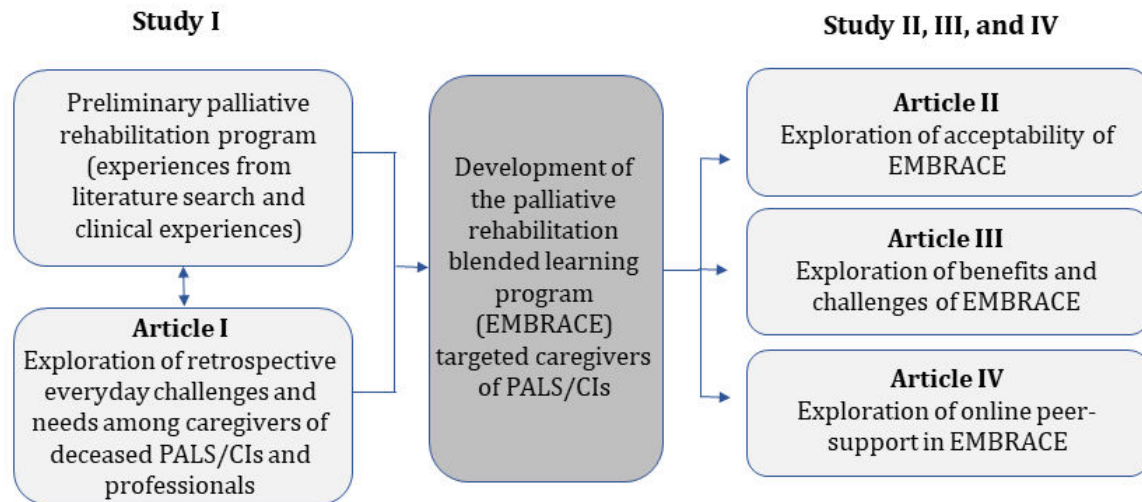 Study I
Preliminary palliative
rehabilitation program
(experiences from
literature search and
clinical experiences)
Article I
Exploration of retrospective
everyday challenges and
needs among caregivers of
deceased PALS/CIs and
professionals
Development of
the palliative
rehabilitation
blended learning
program
(EMBRACE)
targeted caregivers
of PALS/CIs
Study II, III, and IV
Article II
Exploration of acceptability of
EMBRACE
Article III
Exploration of benefits and
challenges of EMBRACE
Article IV
Exploration of online peer-
support in EMBRACE